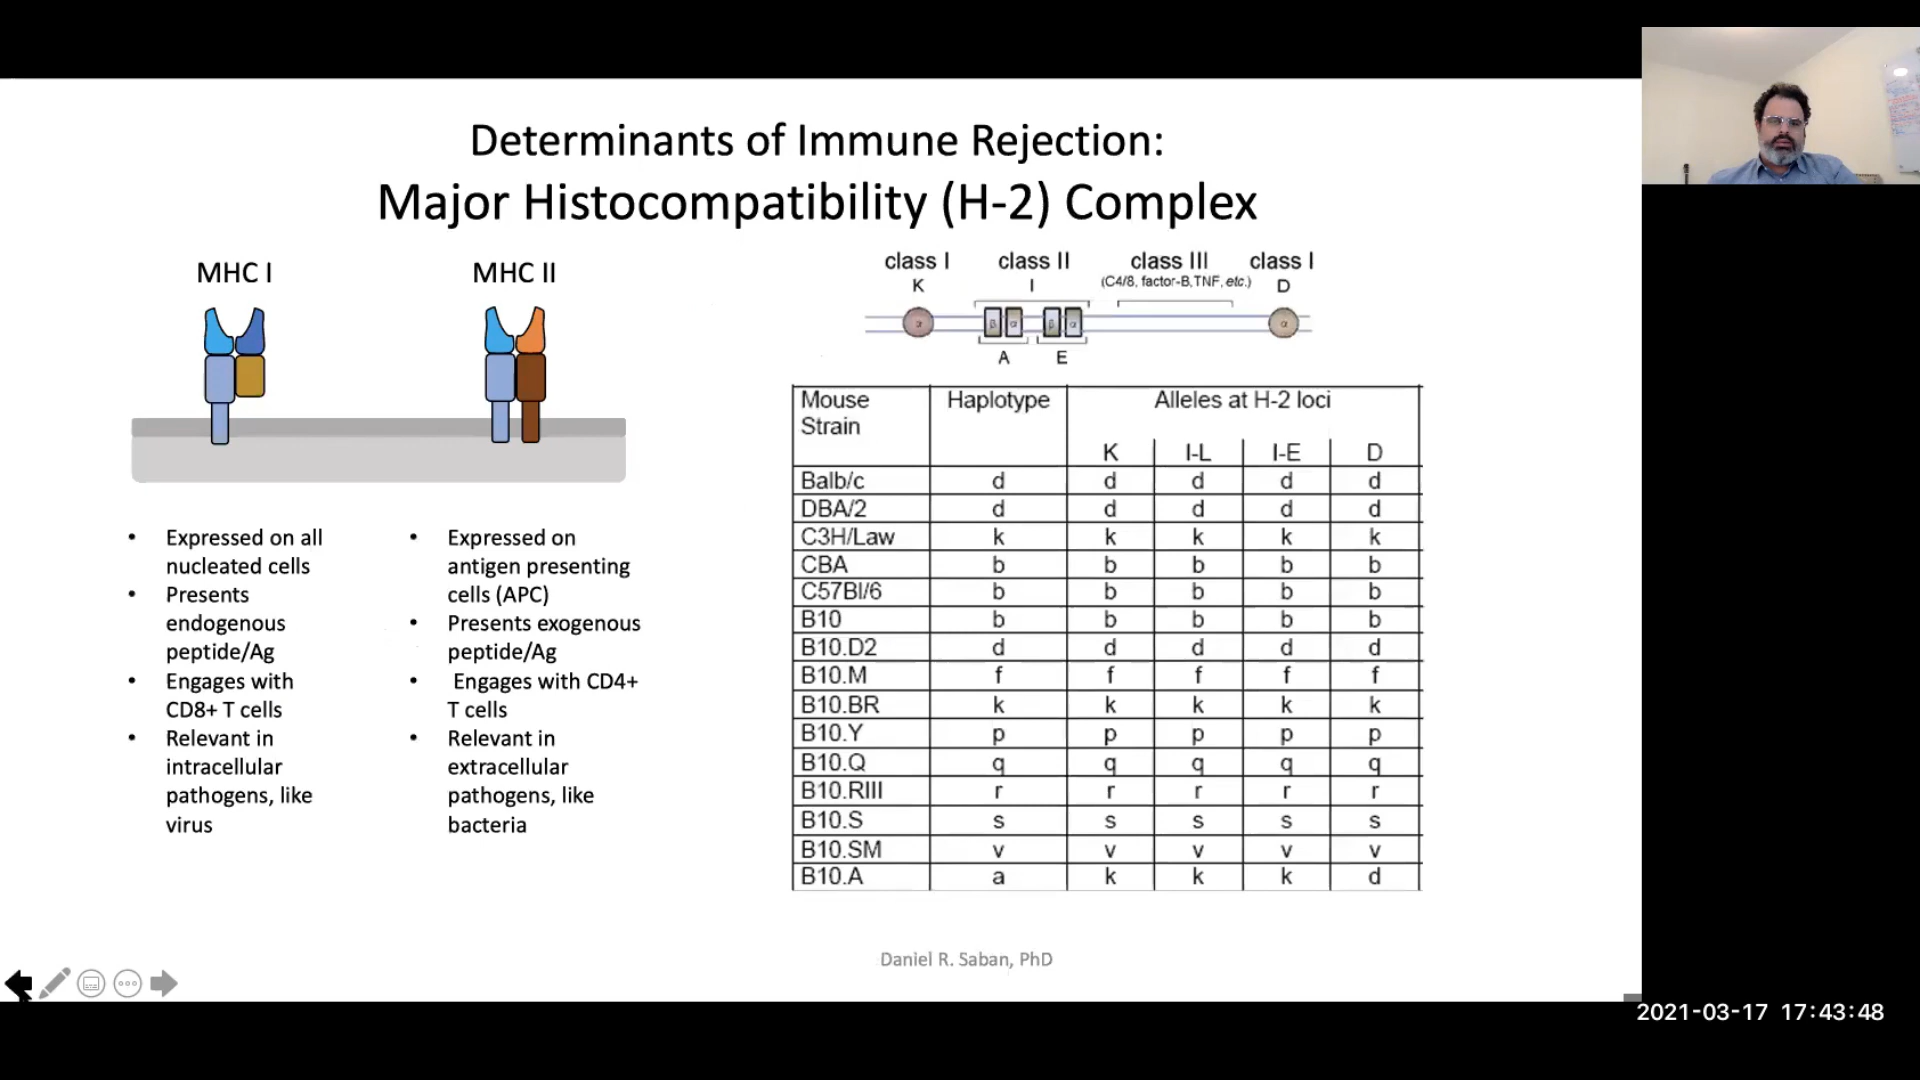 Determinants of Immune Rejection:
Major Histocompatibility (H-2) Complex
MHC I
MHC II
• Expressed on all
nucleated cells
• Presents
endogenous
peptide/Ag
• Engages with
CD8+ T cells
• Relevant in
intracellular
pathogens, like
virus
• Expressed on
antigen presenting
cells (APC)
• Presents exogenous
peptide/Ag
• Engages with CD4+
T cells
• Relevant in
extracellular
pathogens, like
bacteria
class I class II class III class I
K I (C4/8, factor-B, TNF, etc.) D
α β α β α α
A E
Mouse Strain Haplotype Alleles at H-2 loci
K I-L I-E D
Balb/c d d d d d
DBA/2 d d d d d
C3H/Law k k k k k
CBA b b b b b
C57Bl/6 b b b b b
B10 b b b b b
B10.D2 d d d d d
B10.M f f f f f
B10.BR k k k k k
B10.Y p p p p p
B10.Q q q q q q
B10.RIII r r r r r
B10.S s s s s s
B10.SM v v v v v
B10.A a k k k d
Daniel R. Saban, PhD
2021-03-17 17:43:48